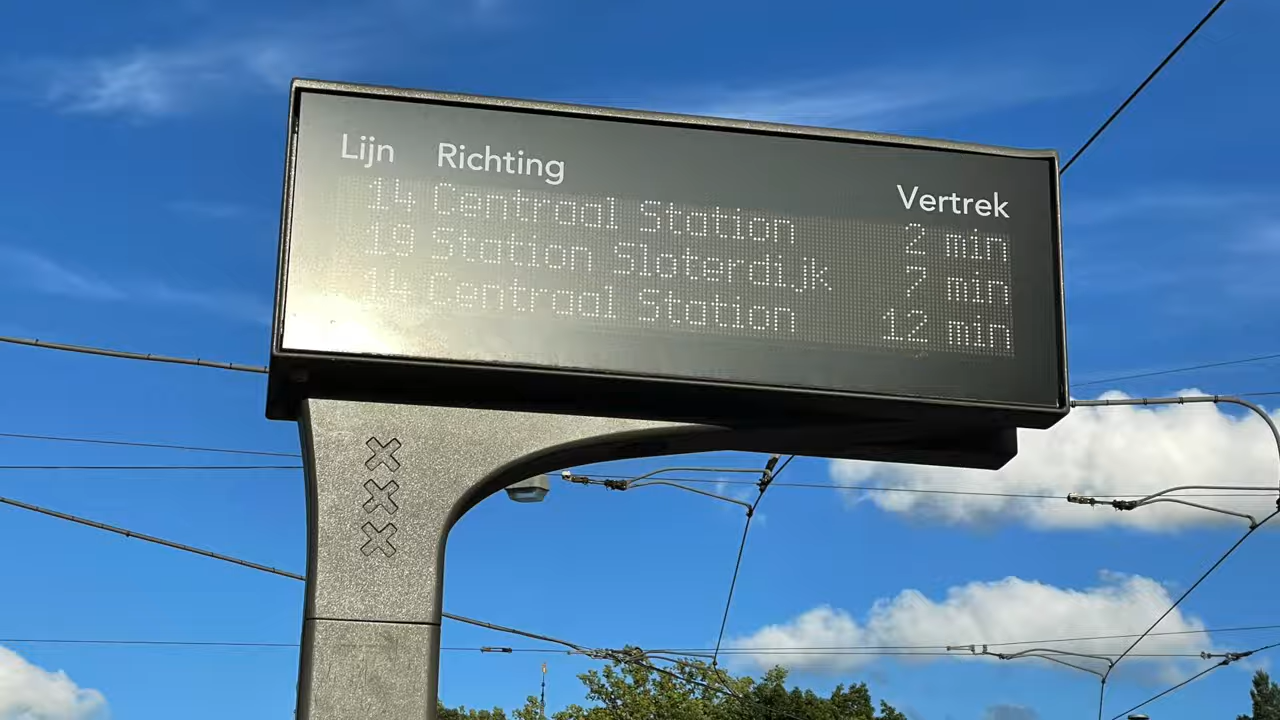 Lijn Richting Vertrek
14 Centraal Station 2 min
19 Station Sloterdijk 7 min
14 Centraal Station 12 min